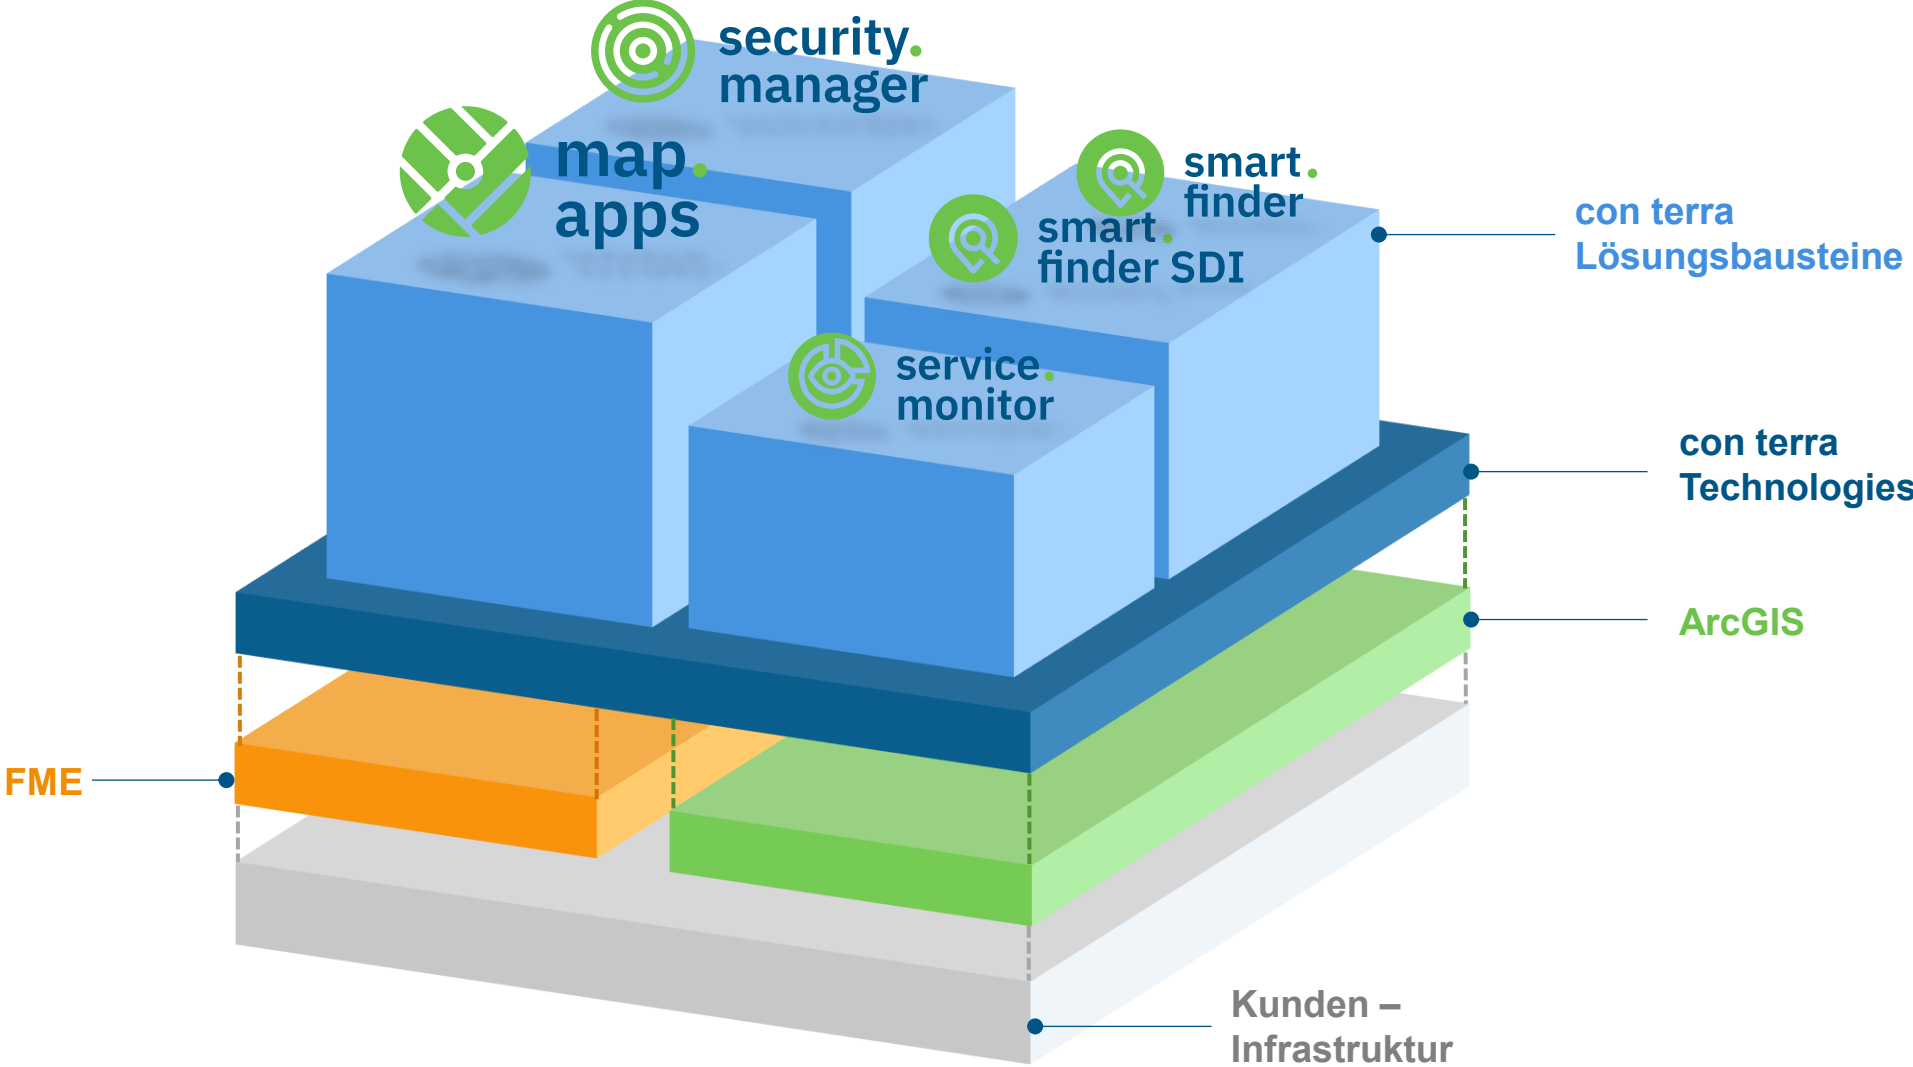 security.
manager
map.
apps
smart.
finder
smart.
finder SDI
service.
monitor
con terra
Lösungsbausteine
con terra
Technologies
ArcGIS
FME
Kunden –
Infrastruktur